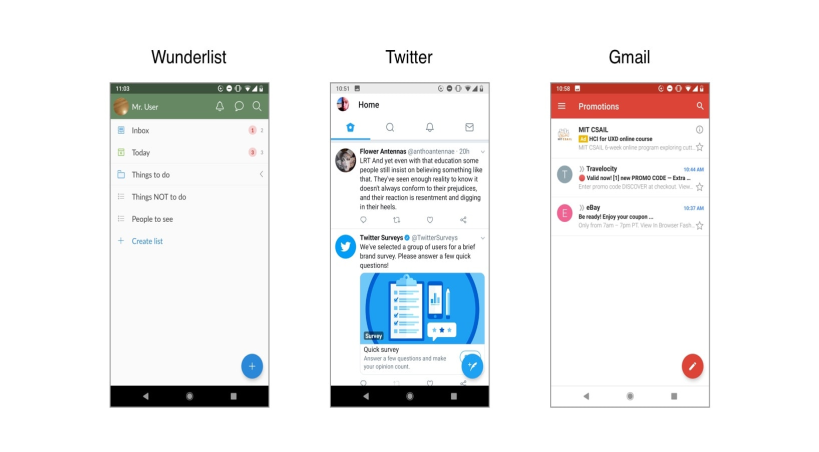 Wunderlist
Twitter
Gmail
11:03
Mr. User
Inbox
1 2
Today
3 3
Things to do
Things NOT to do
People to see
+ Create list
10:51
Home
Flower Antennas @anthoantennae · 20h
LRT And yet even with that education some
people still insist on believing something like
that. They've seen enough reality to know it
doesn't always conform to their prejudices,
and their reaction is resentment and digging
in their heels.
Twitter Surveys @TwitterSurveys
We've selected a group of users for a brief
brand survey. Please answer a few quick
questions!
Survey
Quick survey
Answer a few questions and make
your opinion count.
10:58
Promotions
MIT CSAIL
Ad HCI for UXD online course
MIT CSAIL 6-week online program exploring cutt..
Travelocity
10:44 AM
Valid now! [1] new PROMO CODE — Extra ...
Enter promo code DISCOVER at checkout. View..
eBay
10:37 AM
Be ready! Enjoy your coupon ...
Only from 7am – 7pm PT. View In Browser Fash..